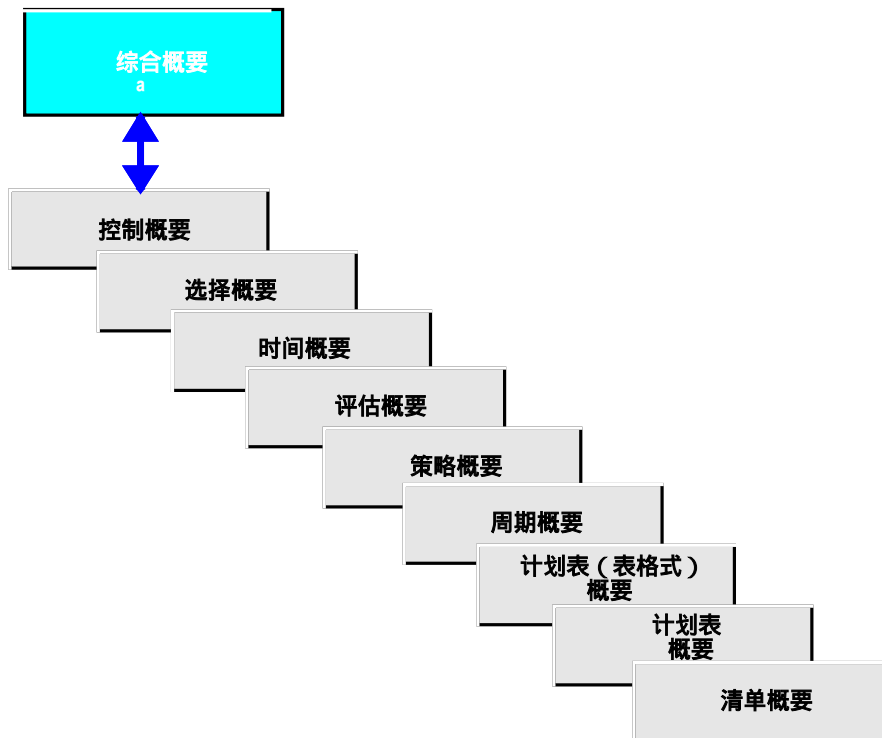 综合概要
a
控制概要
选择概要
时间概要
评估概要
策略概要
周期概要
计划表（表格式）
概要
计划表
概要
清单概要